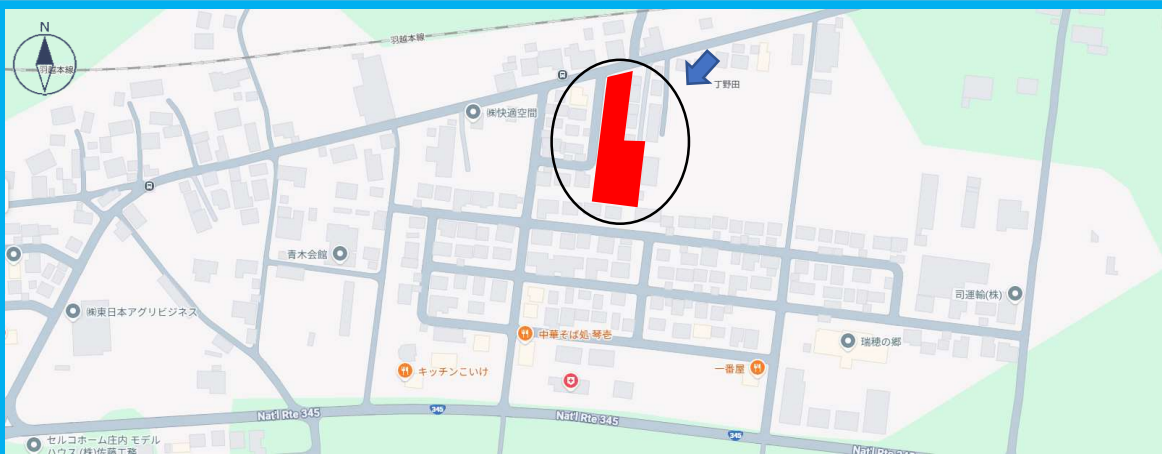 N
羽越本線
羽越本線
丁野田
㈱快適空間
青木会館
㈱東日本アグリビジネス
司運輸(株)
中華そば処 琴壱
瑞穂の郷
キッチンこいけ
一番屋
345
Nat'l Rte 345
Nat'l Rte 345
345
Nat'l Rte 345
セルコホーム庄内 モデル
ハウス (株)佐藤工務